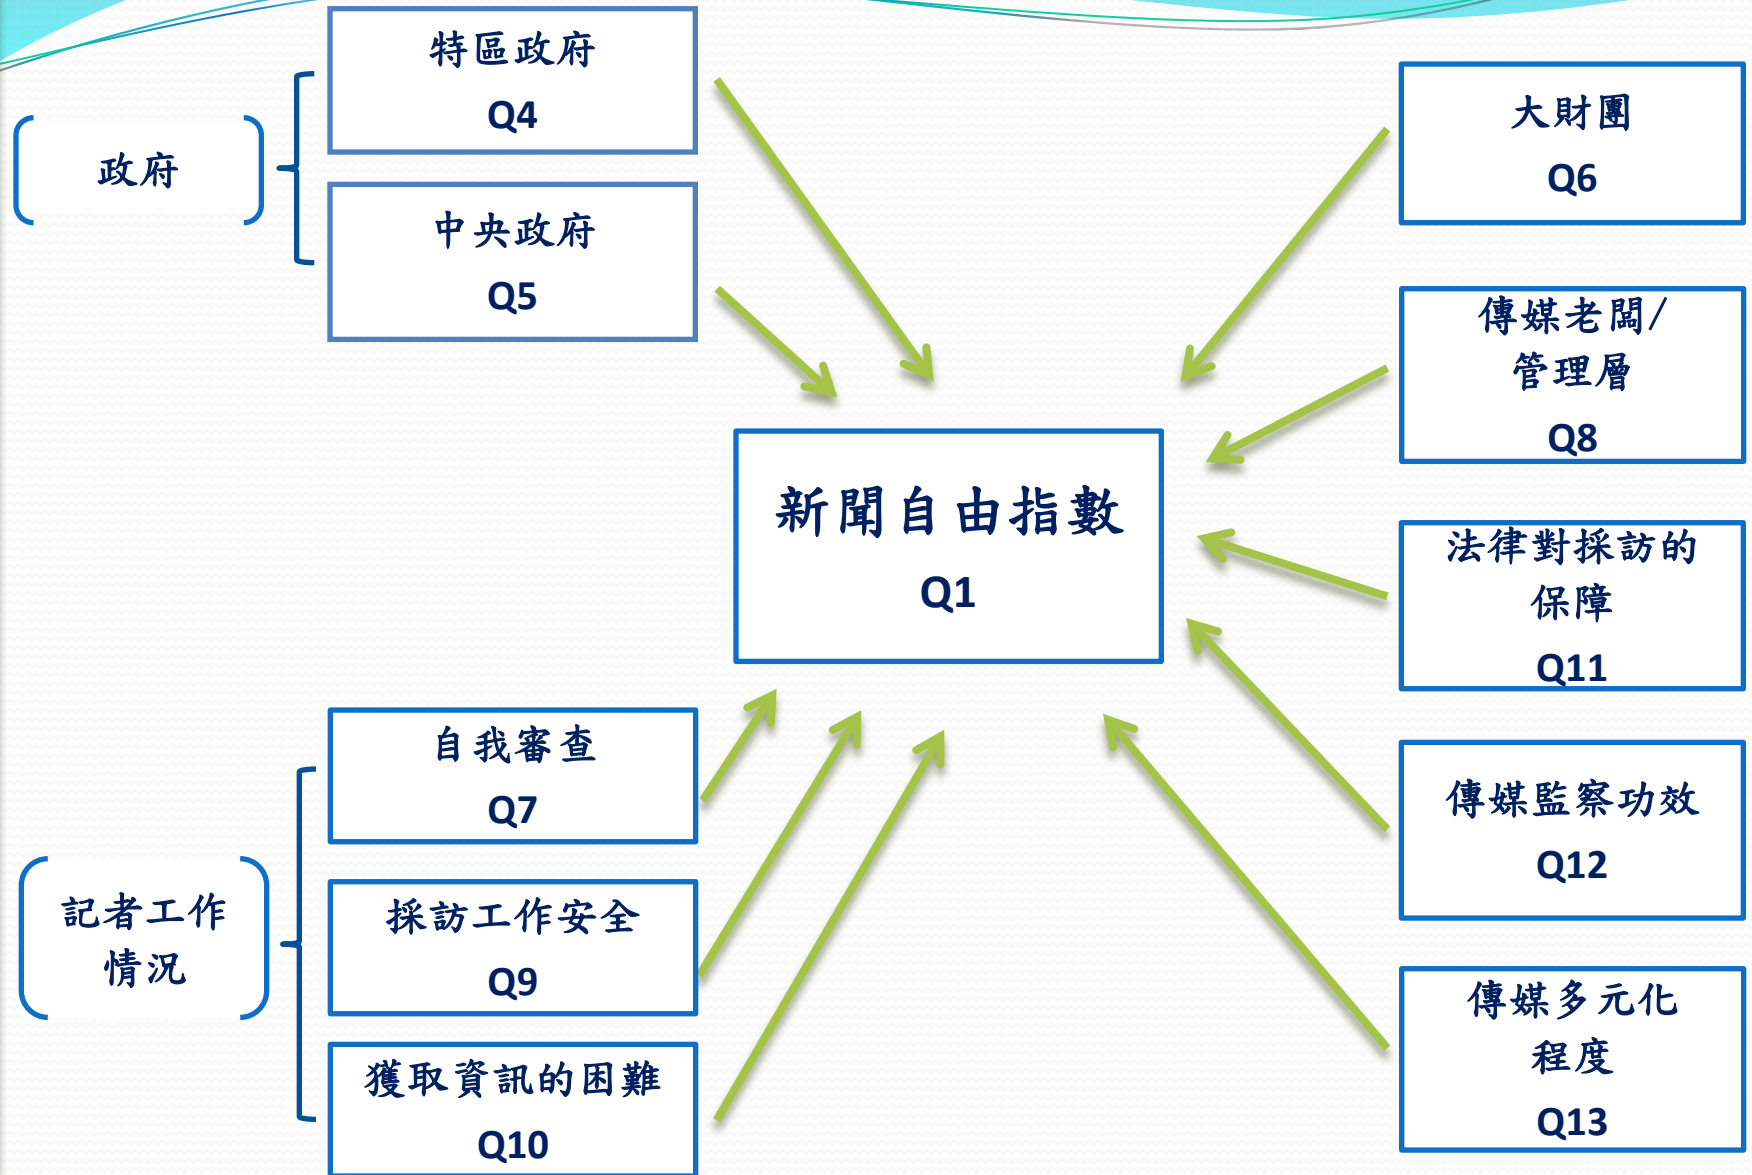 政府
特區政府
Q4
中央政府
Q5
新聞自由指數
Q1
記者工作
情況
自我審查
Q7
採訪工作安全
Q9
獲取資訊的困難
Q10
大財團
Q6
傳媒老闆/
管理層
Q8
法律對採訪的
保障
Q11
傳媒監察功效
Q12
傳媒多元化
程度
Q13